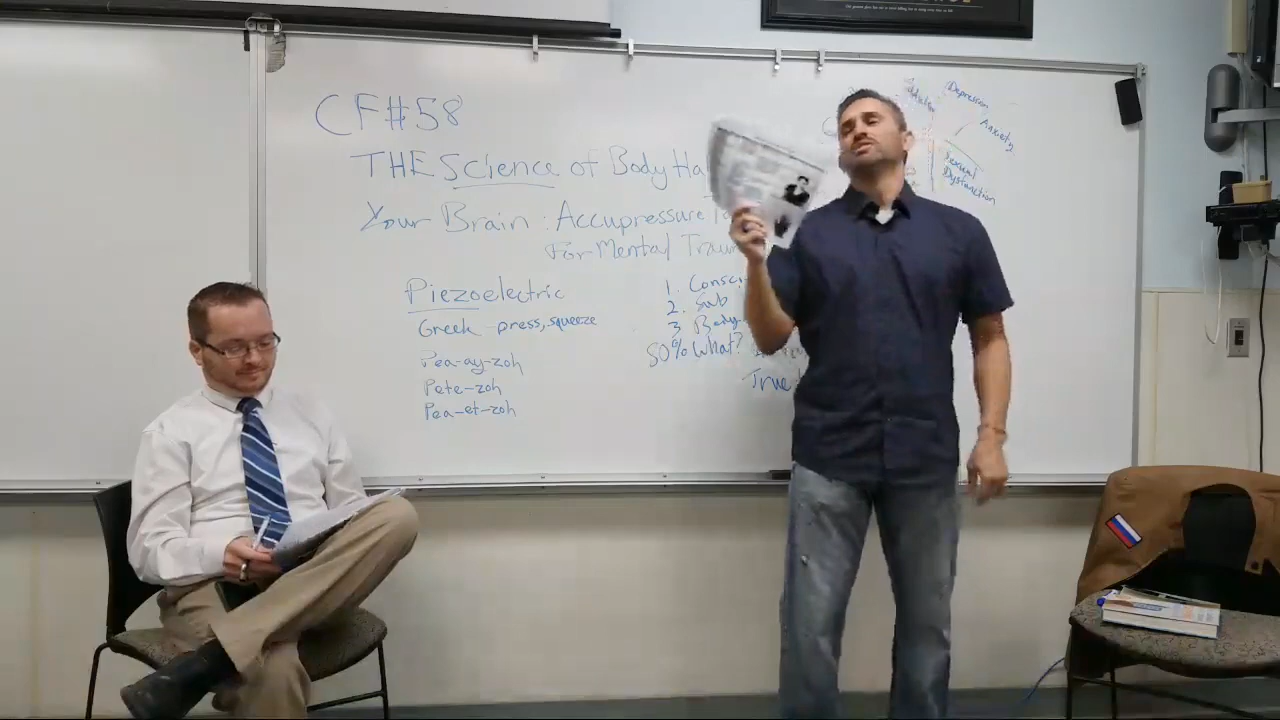 CF#58
THE Science of Body Ha
Your Brain : Accupressure
For Mental Trau
Piezoelectric
Greek - press, squeeze
Pea-ay-zoh
Pete-zoh
Pea-et-zoh
1. Consci
2. Sub
3 Body
80% What?
True
Depression
Anxiety
Sexual
Dysfunction